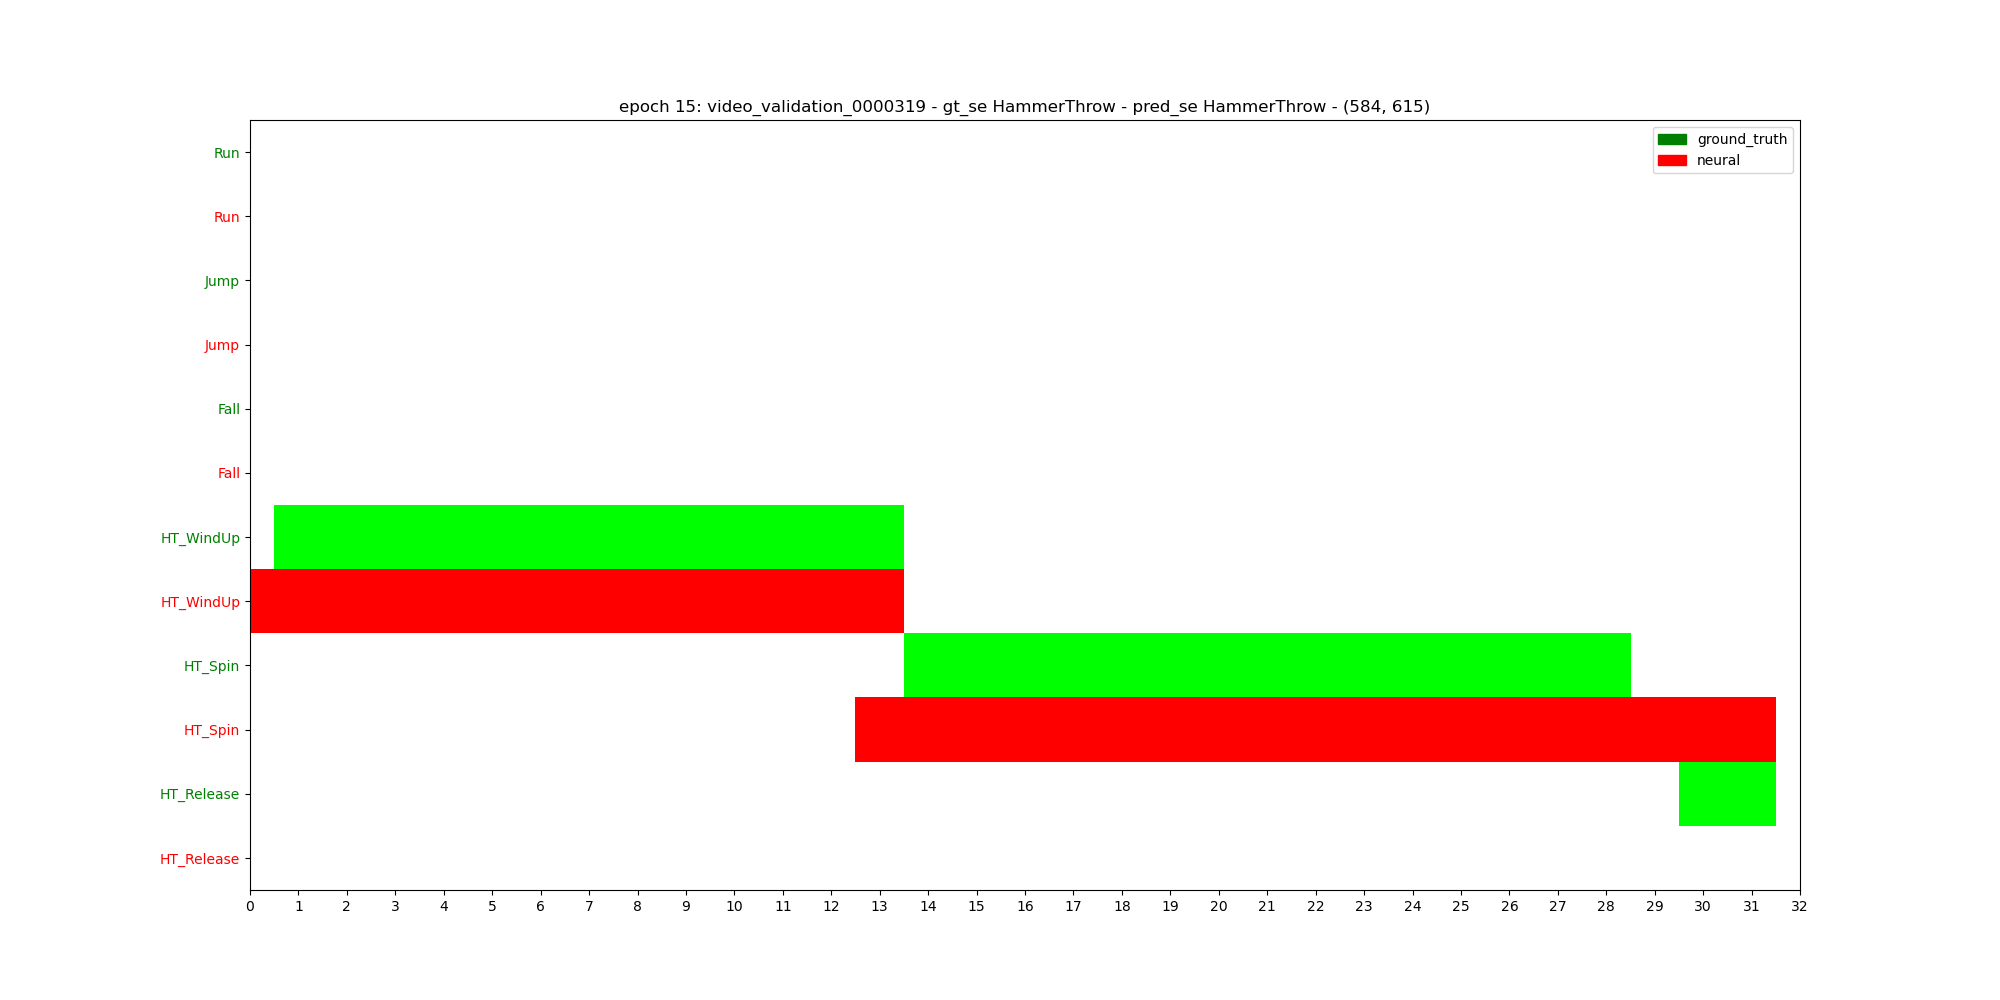 epoch 15: video_validation_0000319 - gt_se HammerThrow - pred_se HammerThrow - (584, 615)
ground_truth
neural
Run
Run
Jump
Jump
Fall
Fall
HT_WindUp
HT_WindUp
HT_Spin
HT_Spin
HT_Release
HT_Release
0 1 2 3 4 5 6 7 8 9 10 11 12 13 14 15 16 17 18 19 20 21 22 23 24 25 26 27 28 29 30 31 32